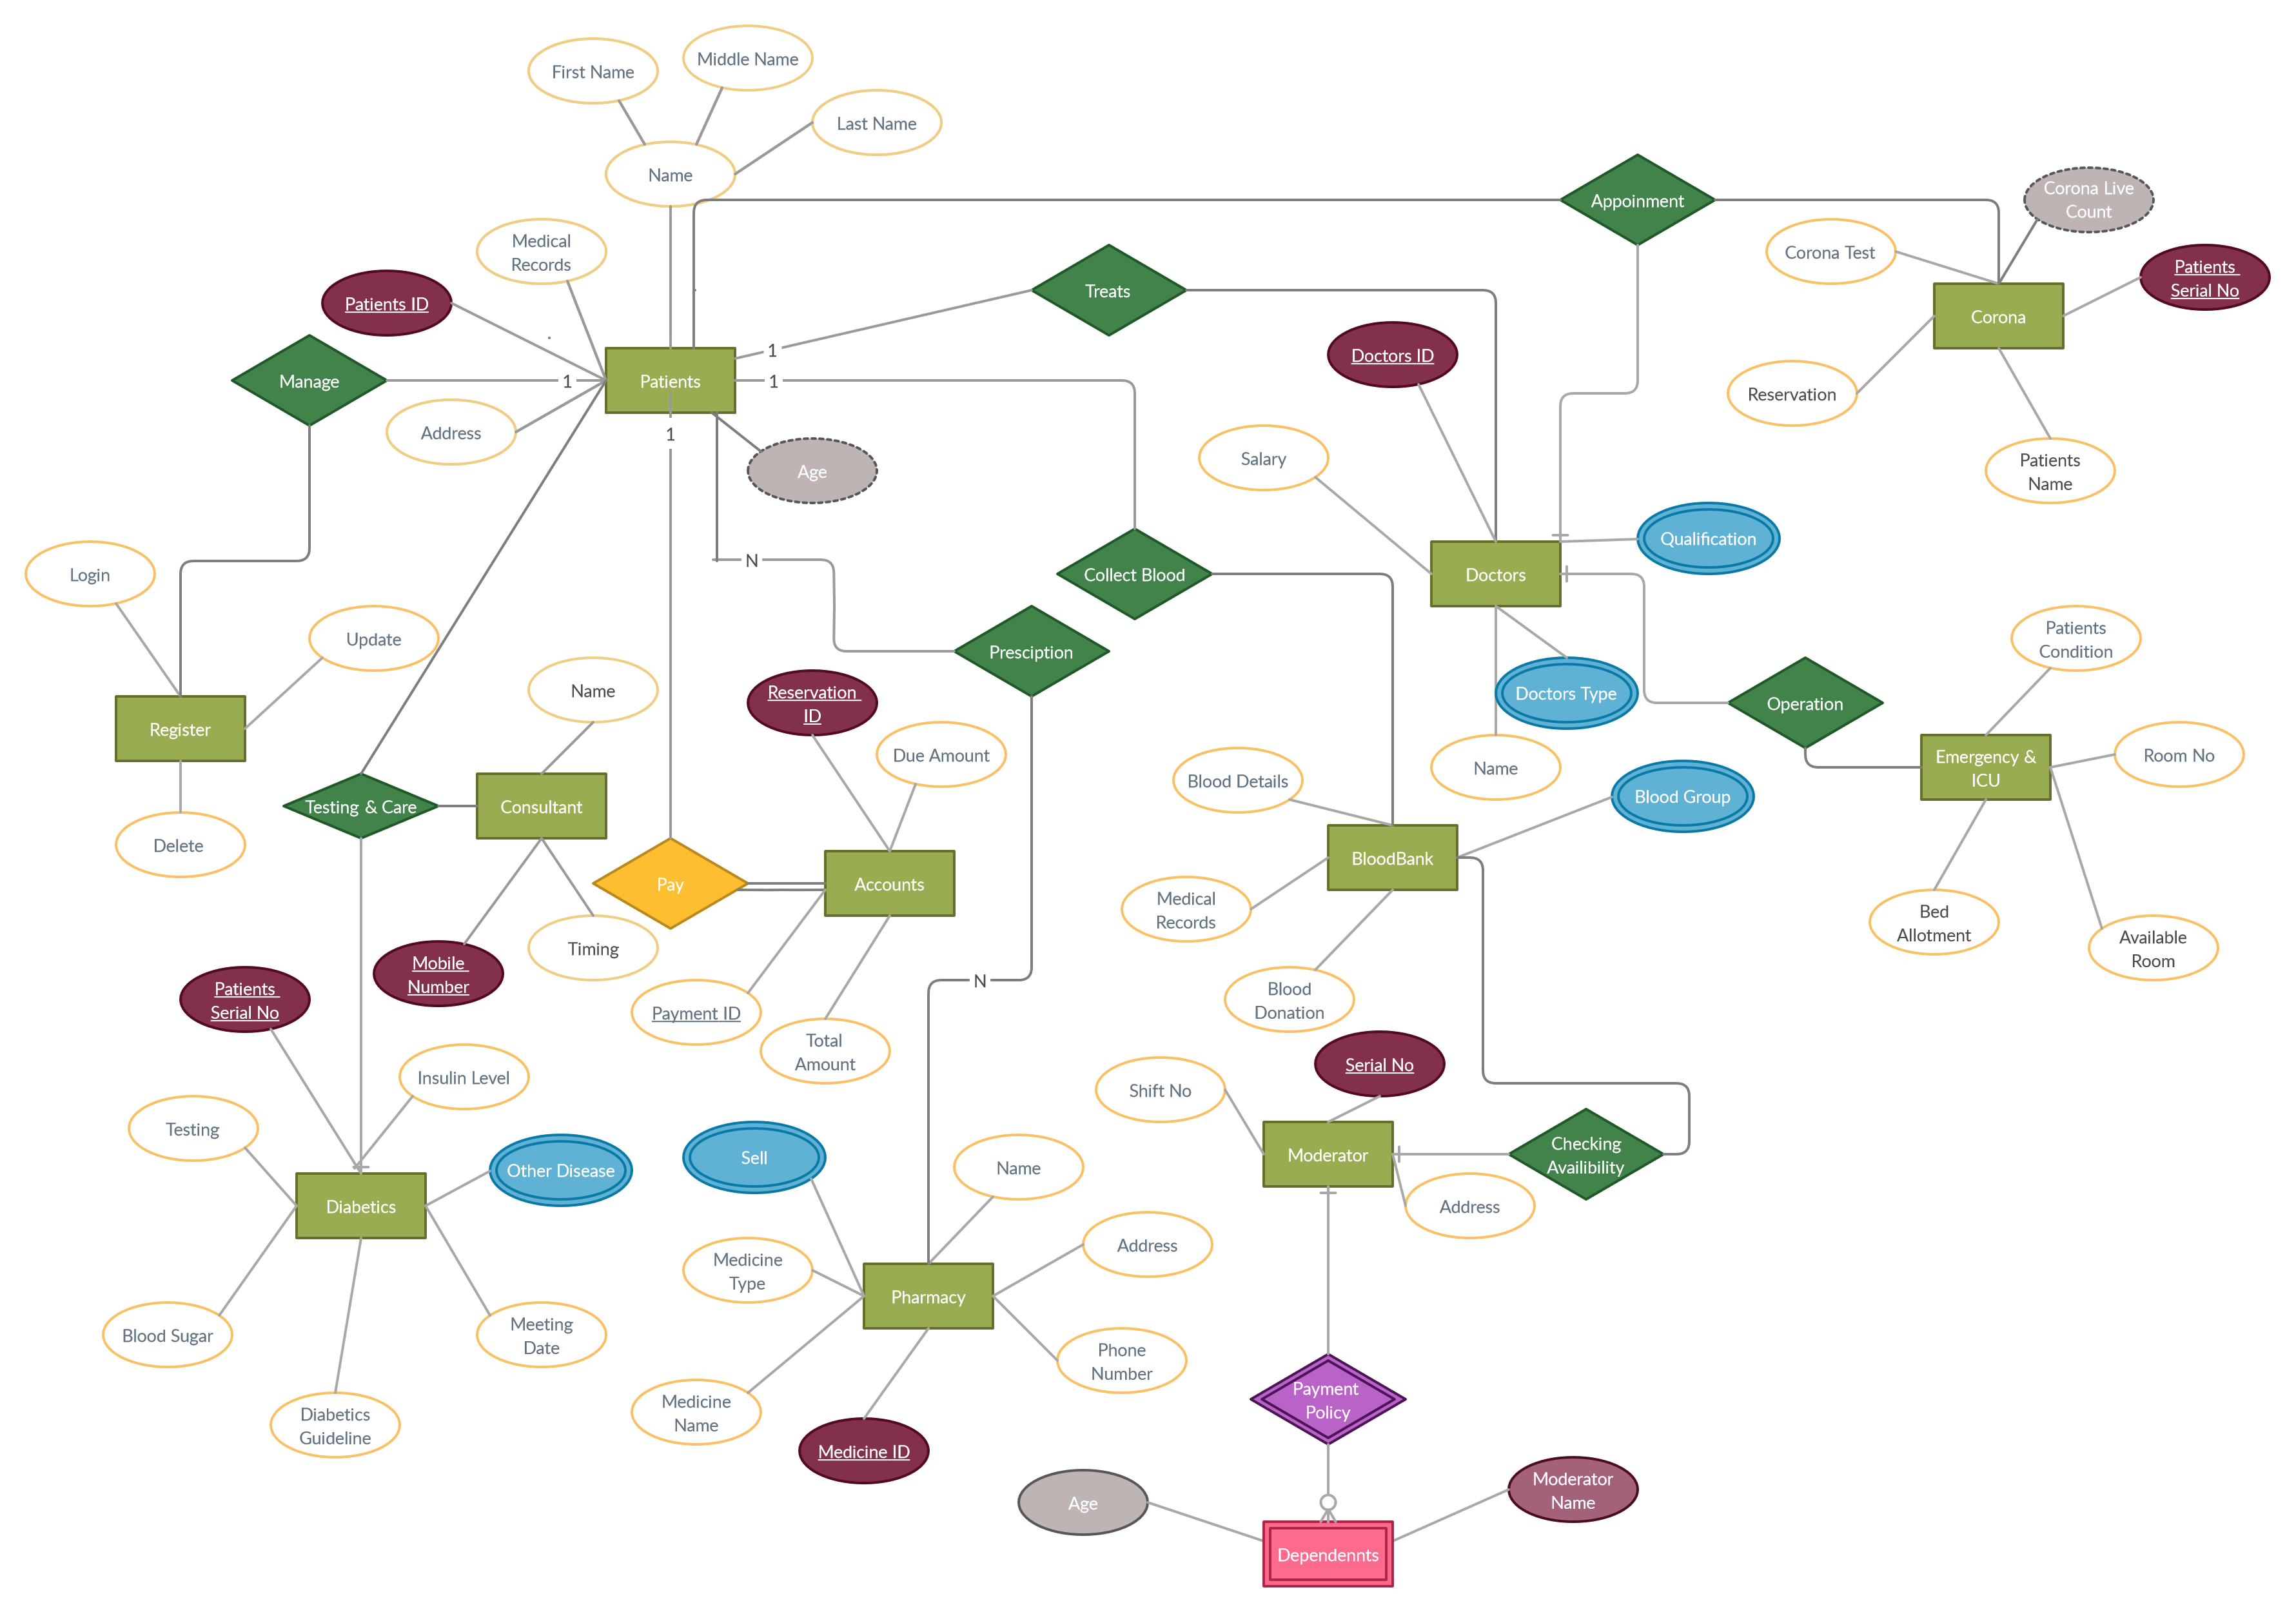 First Name
Middle Name
Last Name
Name
Appoinment
Corona Live
Count
Medical
Records
Corona Test
Patients
Serial No
Patients ID
Treats
Corona
Doctors ID
1
Manage
1
Patients
1
Reservation
Address
1
Age
Salary
Patients
Name
Qualification
N
Login
Collect Blood
Doctors
Update
Presciption
Patients
Condition
Name
Reservation
ID
Doctors Type
Operation
Register
Due Amount
Name
Room No
Emergency &
ICU
Blood Details
Blood Group
Testing & Care
Consultant
Delete
BloodBank
Pay
Accounts
Medical
Records
Bed
Allotment
Timing
Available
Room
Mobile
Number
N
Patients
Serial No
Payment ID
Blood
Donation
Total
Amount
Serial No
Insulin Level
Shift No
Testing
Sell
Name
Moderator
Checking
Availibility
Other Disease
Diabetics
Address
Address
Medicine
Type
Pharmacy
Blood Sugar
Meeting
Date
Phone
Number
Payment
Policy
Medicine
Name
Diabetics
Guideline
Medicine ID
Moderator
Name
Age
Dependennts